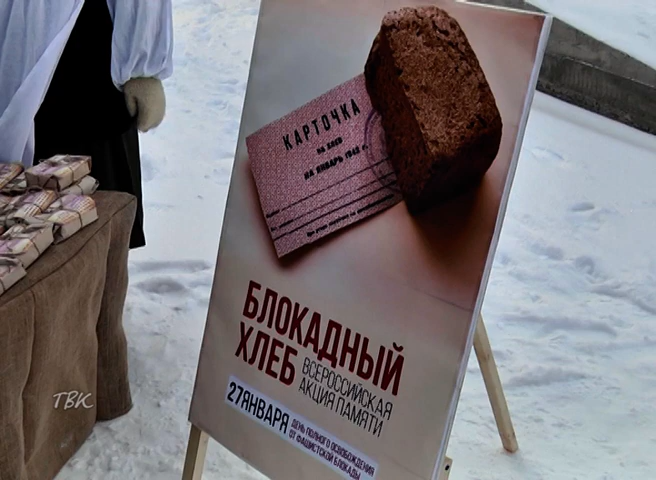 КАРТОЧКА
НА ХЛЕБ
НА ЯНВАРЬ 1942 г.
БЛОКАДНЫЙ
ХЛЕБ
ВСЕРОССИЙСКАЯ
АКЦИЯ ПАМЯТИ
27 ЯНВАРЯ
ДЕНЬ ПОЛНОГО ОСВОБОЖДЕНИЯ
ОТ ФАШИСТСКОЙ БЛОКАДЫ
ТВК